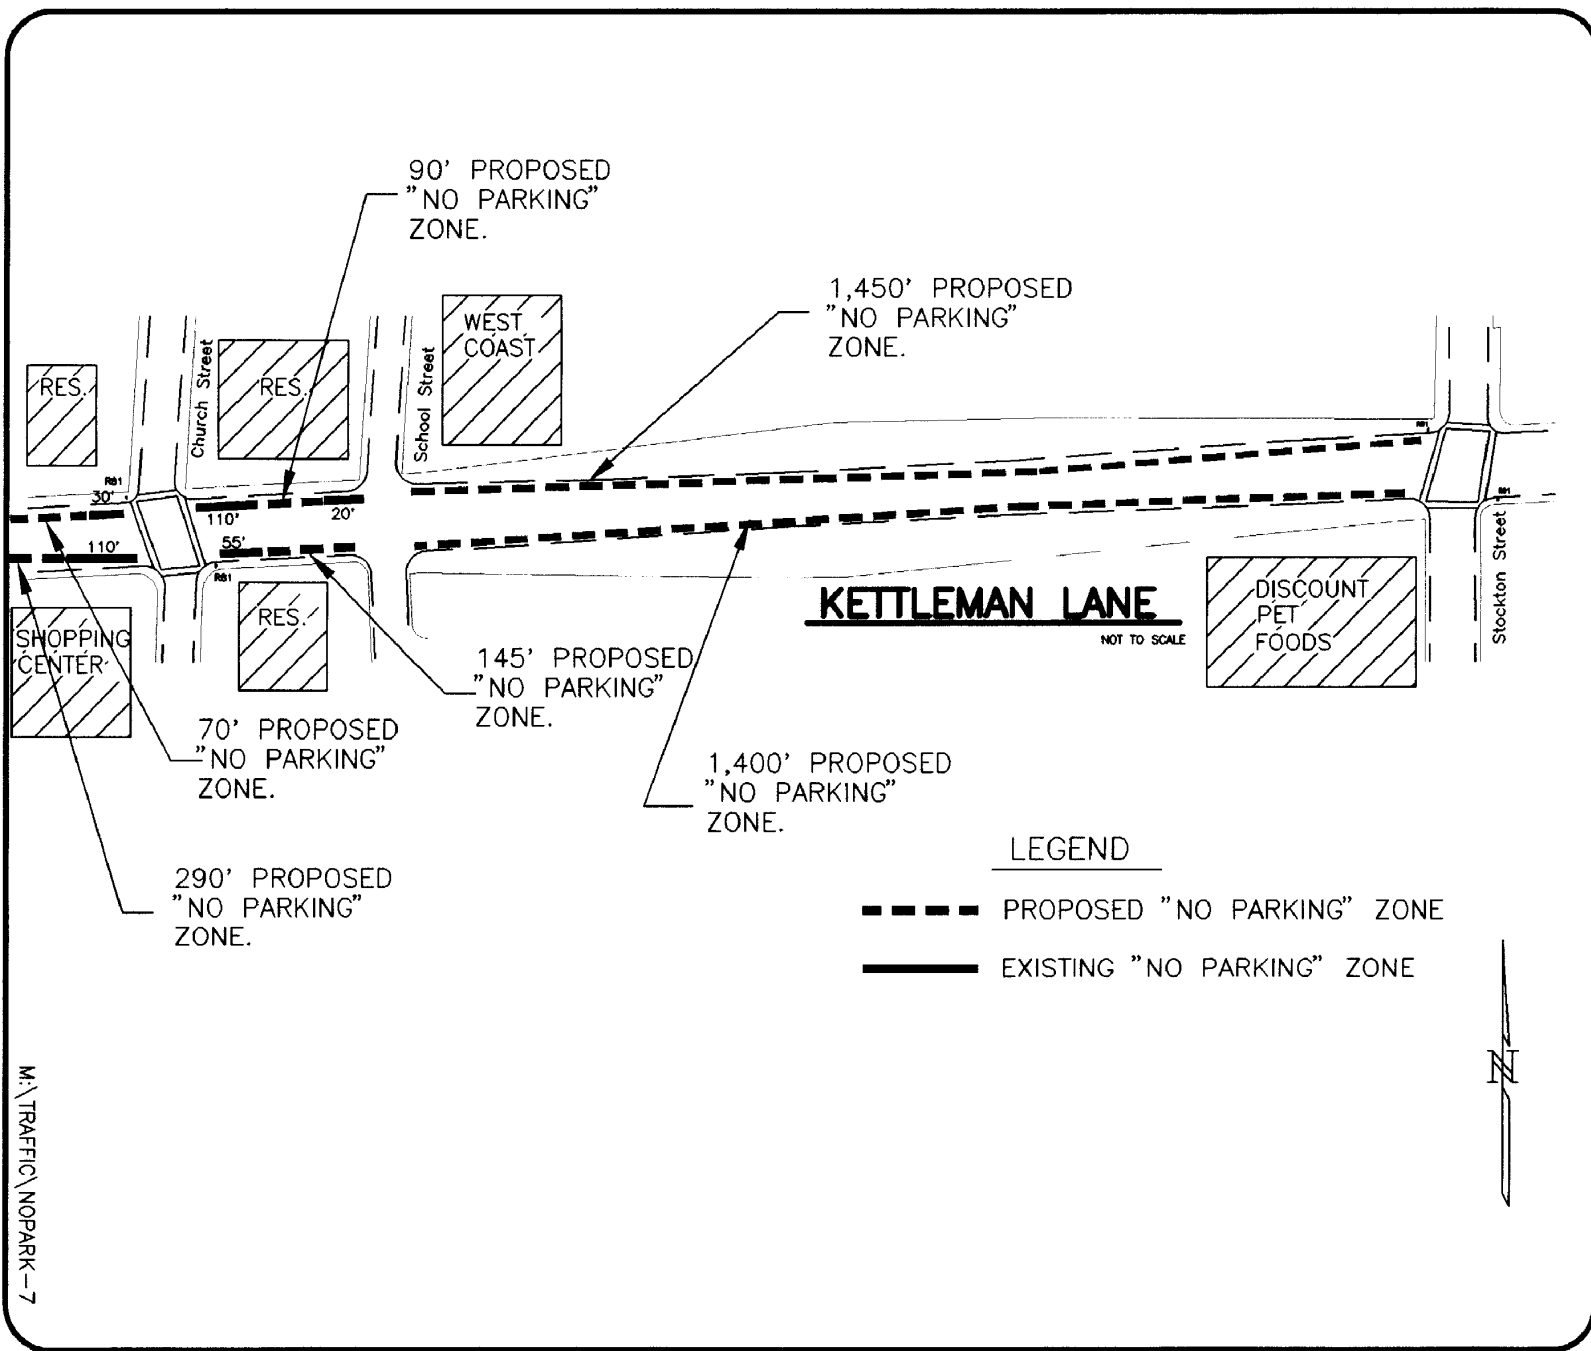 90' PROPOSED
"NO PARKING"
ZONE.
1,450' PROPOSED
"NO PARKING"
ZONE.
WEST
COAST
Church Street
School Street
RES.
RES.
R81
30'
110'
20'
110'
55'
R81
R81
RES.
SHOPPING
CENTER
KETTLEMAN LANE
NOT TO SCALE
DISCOUNT
PET
FOODS
Stockton Street
145' PROPOSED
"NO PARKING"
ZONE.
70' PROPOSED
"NO PARKING"
ZONE.
1,400' PROPOSED
"NO PARKING"
ZONE.
290' PROPOSED
"NO PARKING"
ZONE.
LEGEND
PROPOSED "NO PARKING" ZONE
EXISTING "NO PARKING" ZONE
N
M:\TRAFFIC\NOPARK-7